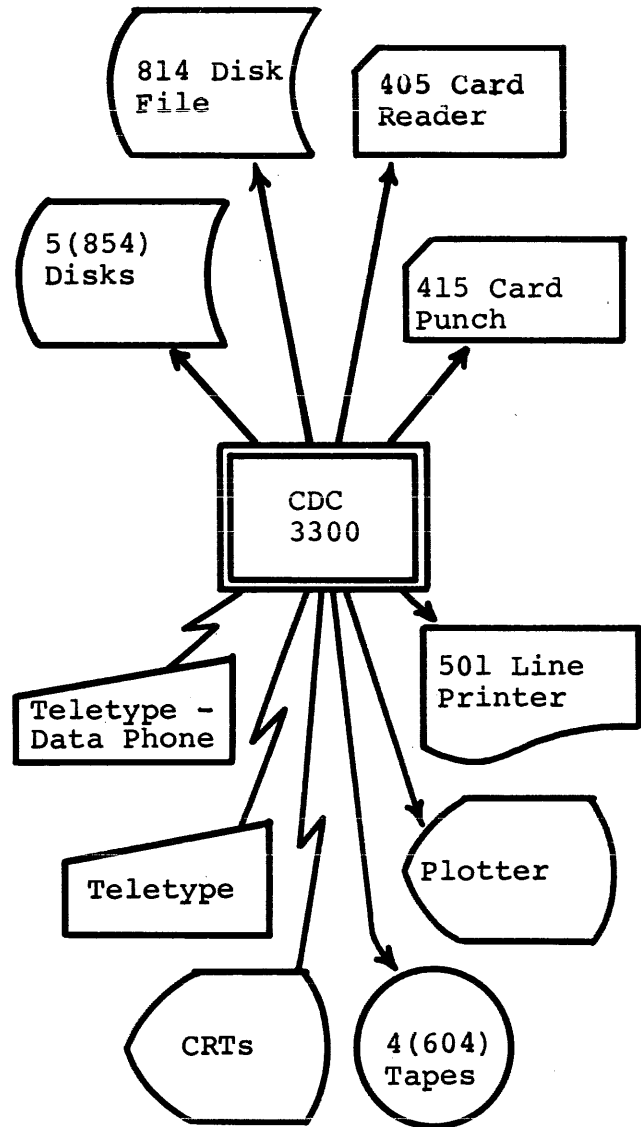 814 Disk
File
405 Card
Reader
5(854)
Disks
415 Card
Punch
CDC
3300
501 Line
Printer
Teletype -
Data Phone
Plotter
Teletype
CRTs
4(604)
Tapes